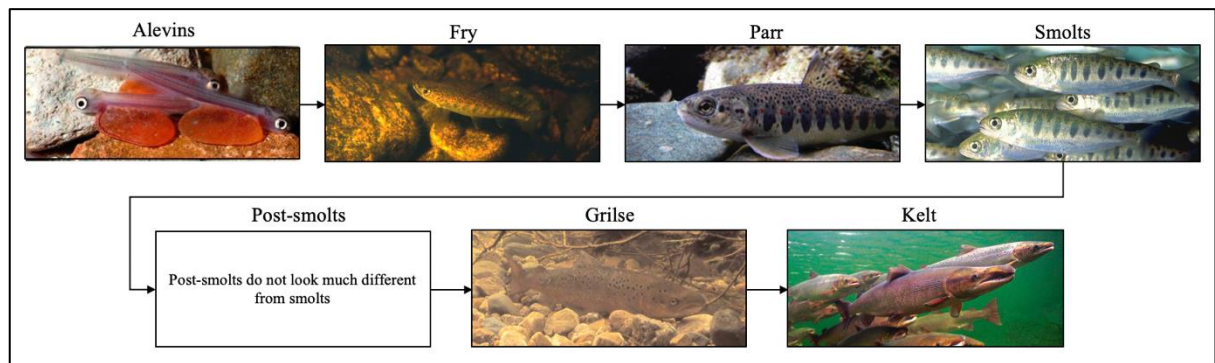 Alevins
Fry
Parr
Smolts
Post-smolts
Grilse
Kelt
Post-smolts do not look much different
from smolts